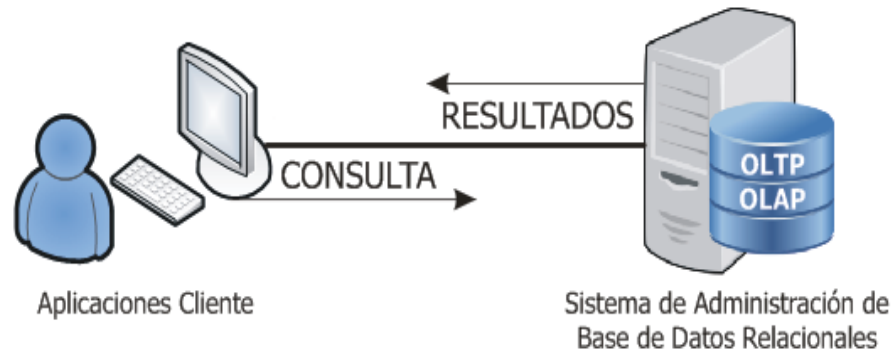 RESULTADOS
CONSULTA
OLTP
OLAP
Aplicaciones Cliente
Sistema de Administración de
Base de Datos Relacionales